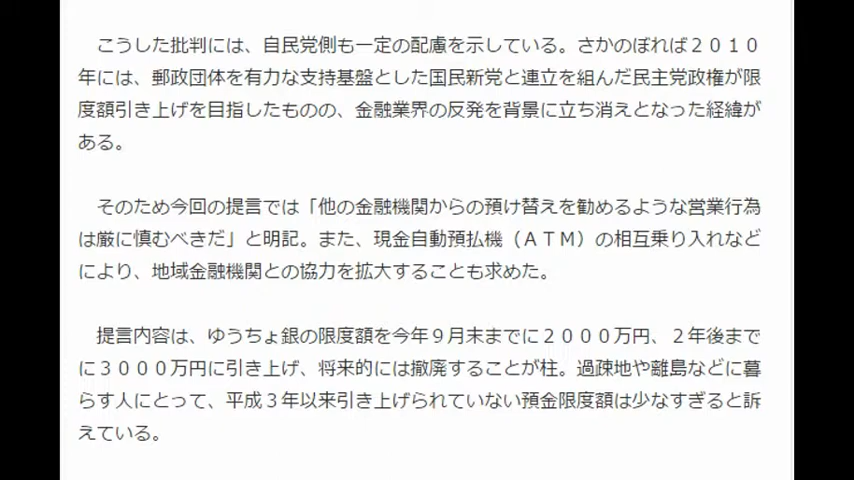 こうした批判には、自民党側も一定の配慮を示している。さかのぼれば２０１０
年には、郵政団体を有力な支持基盤とした国民新党と連立を組んだ民主党政権が限
度額引き上げを目指したものの、金融業界の反発を背景に立ち消えとなった経緯が
ある。
そのため今回の提言では「他の金融機関からの預け替えを勧めるような営業行為
は厳に慎むべきだ」と明記。また、現金自動預払機（ＡＴＭ）の相互乗り入れなど
により、地域金融機関との協力を拡大することも求めた。
提言内容は、ゆうちょ銀の限度額を今年９月末までに２０００万円、２年後まで
に３０００万円に引き上げ、将来的には撤廃することが柱。過疎地や離島などに暮
らす人にとって、平成３年以来引き上げられていない預金限度額は少なすぎると訴
えている。